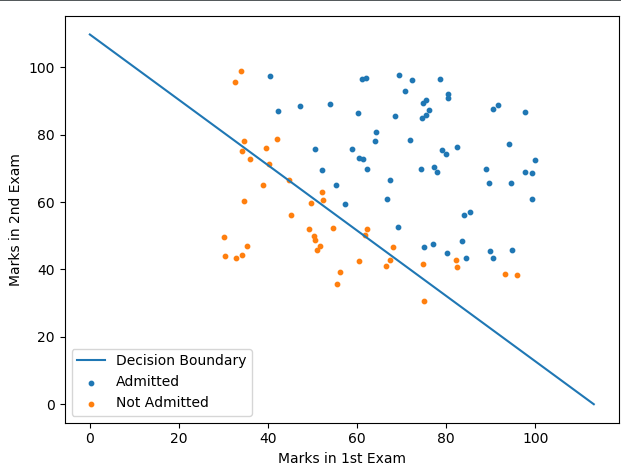 100
80
60
40
20
0
Marks in 2nd Exam
Decision Boundary
Admitted
Not Admitted
0 20 40 60 80 100
Marks in 1st Exam